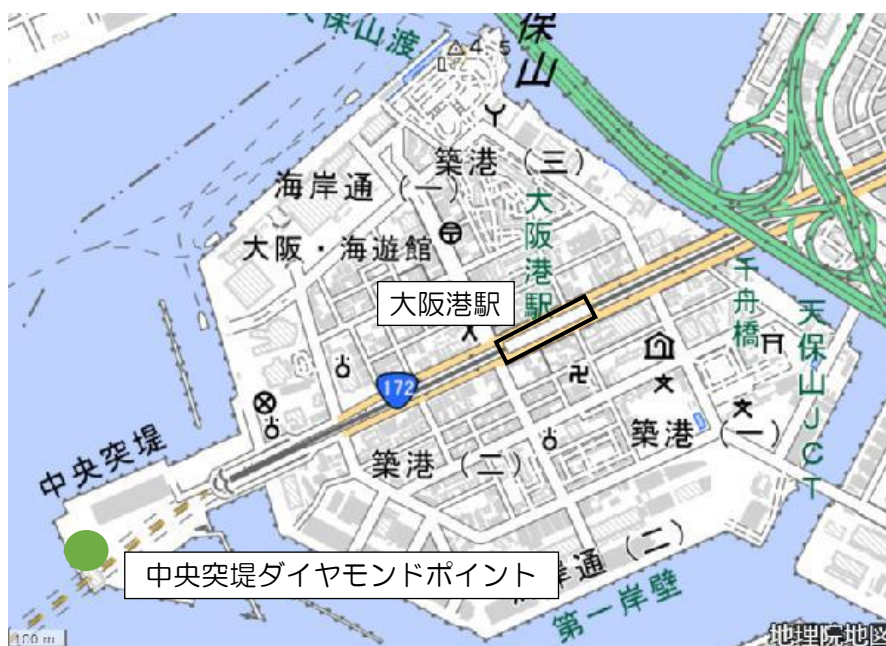 天保山渡
4.5
保山
築港(三)
海岸通(一)
大阪・海遊館
大阪港駅
大阪港駅
千舟橋
天保山JCT
172
中央突堤
築港(二)
築港(一)
中央突堤ダイヤモンドポイント
岸通(二)
第一岸壁
100 m
地理院地図